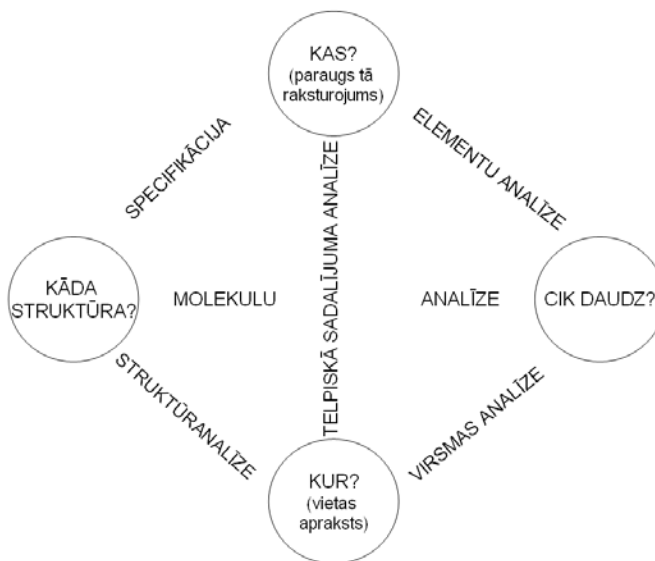 KAS?
(paraugs tā
raksturojums)
SPECIFIKĀCIJA
ELEMENTU ANALĪZE
TELPISKĀ SADALĪJUMA ANALĪZE
KĀDA
STRUKTŪRA?
MOLEKULU
ANALĪZE
CIK DAUDZ?
STRUKTŪRANALĪZE
VIRSMAS ANALĪZE
KUR?
(vietas
apraksts)